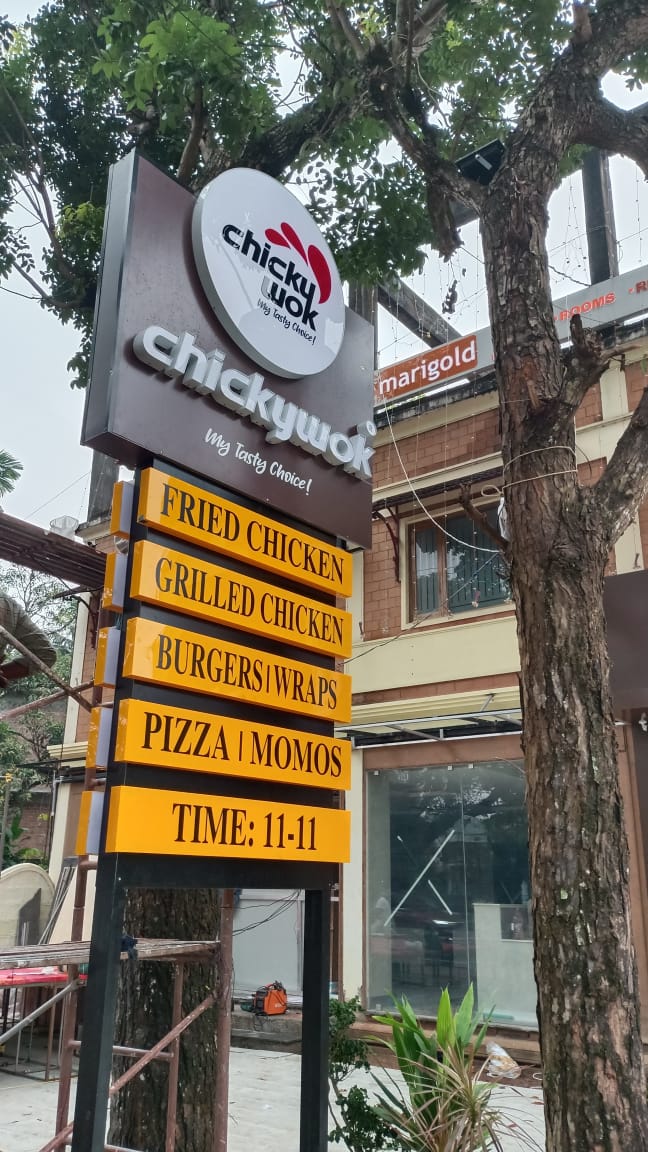 chicky
wok
My Tasty Choice!
chickywok
My Tasty Choice!
FRIED CHICKEN
GRILLED CHICKEN
BURGERS|WRAPS
PIZZA | MOMOS
TIME: 11-11
marigold
ROOMS